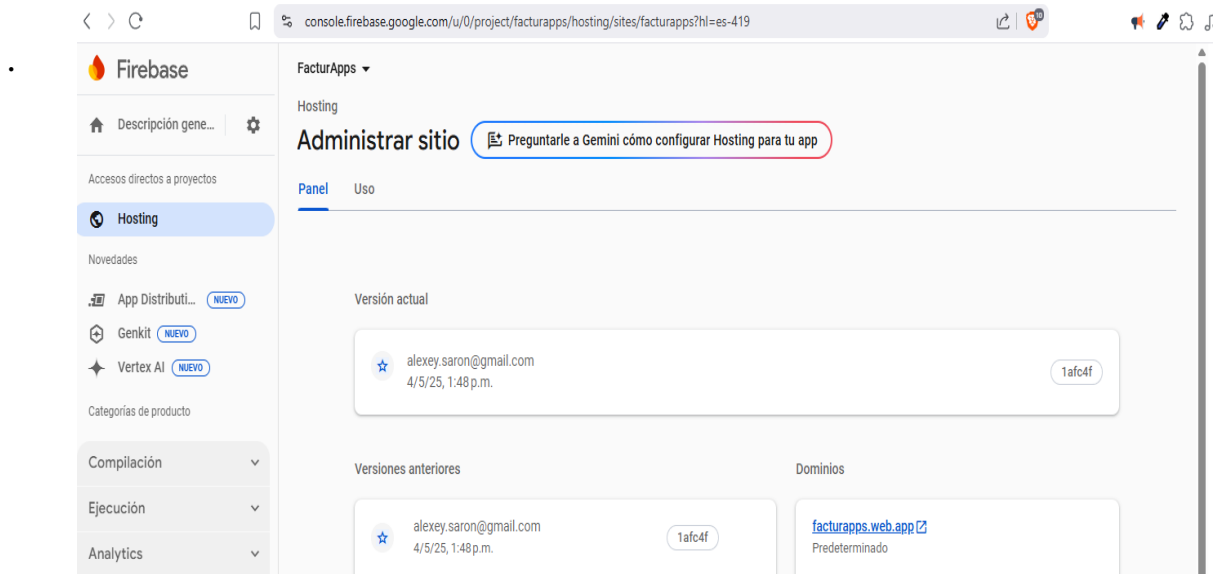 console.firebase.google.com/u/0/project/facturapps/hosting/sites/facturapps?hl=es-419
10
Firebase
FacturApps
Descripción gene...
Hosting
Administrar sitio
Preguntarle a Gemini cómo configurar Hosting para tu app
Accesos directos a proyectos
Panel
Uso
Hosting
Novedades
App Distributi...
NUEVO
Genkit
NUEVO
Vertex AI
NUEVO
Categorías de producto
Compilación
Ejecución
Analytics
Versión actual
alexey.saron@gmail.com
4/5/25, 1:48 p.m.
1afc4f
Versiones anteriores
alexey.saron@gmail.com
4/5/25, 1:48 p.m.
1afc4f
Dominios
facturapps.web.app
Predeterminado